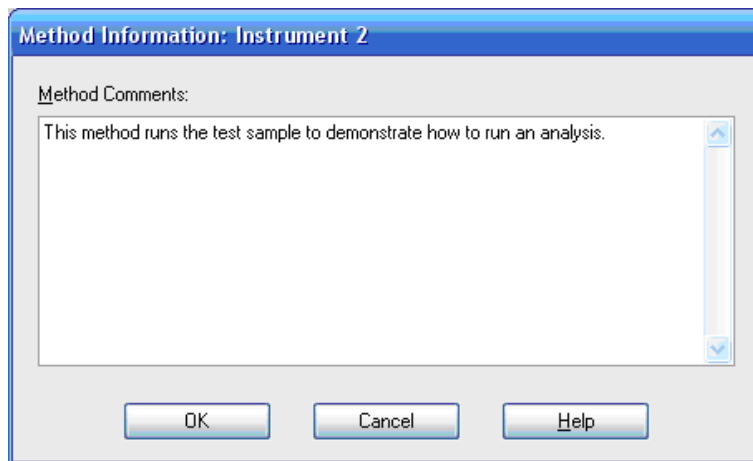 Method Information: Instrument 2
Method Comments:
This method runs the test sample to demonstrate how to run an analysis.
OK
Cancel
Help